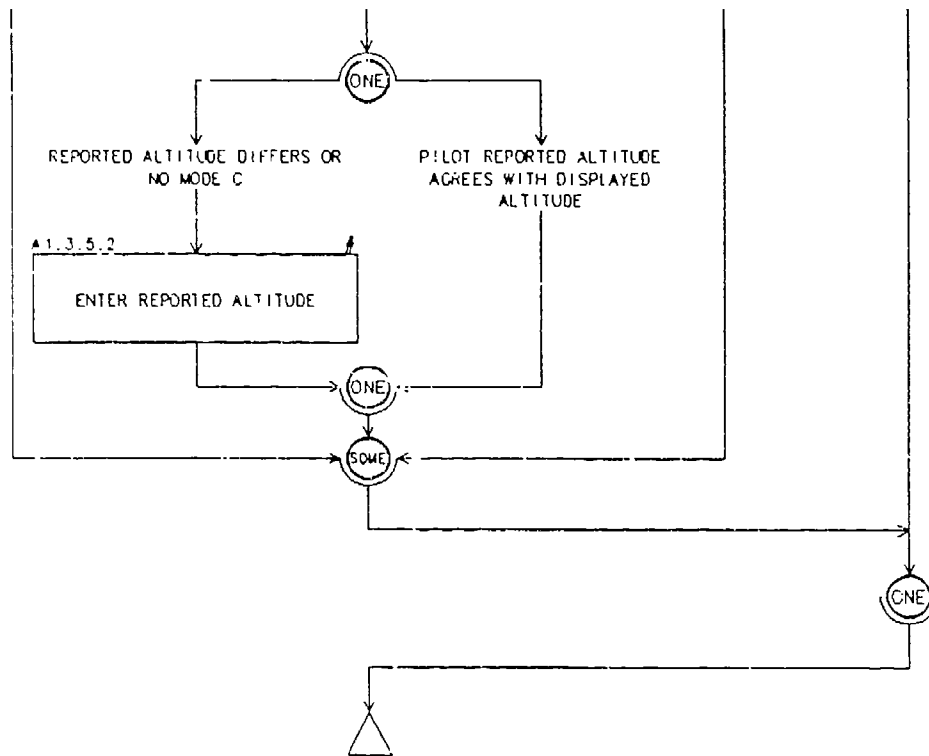 ONE
REPORTED ALTITUDE DIFFERS OR
NO MODE C
PILOT REPORTED ALTITUDE
AGREES WITH DISPLAYED
ALTITUDE
A1.3.5.2
#
ENTER REPORTED ALTITUDE
ONE
SOME
ONE